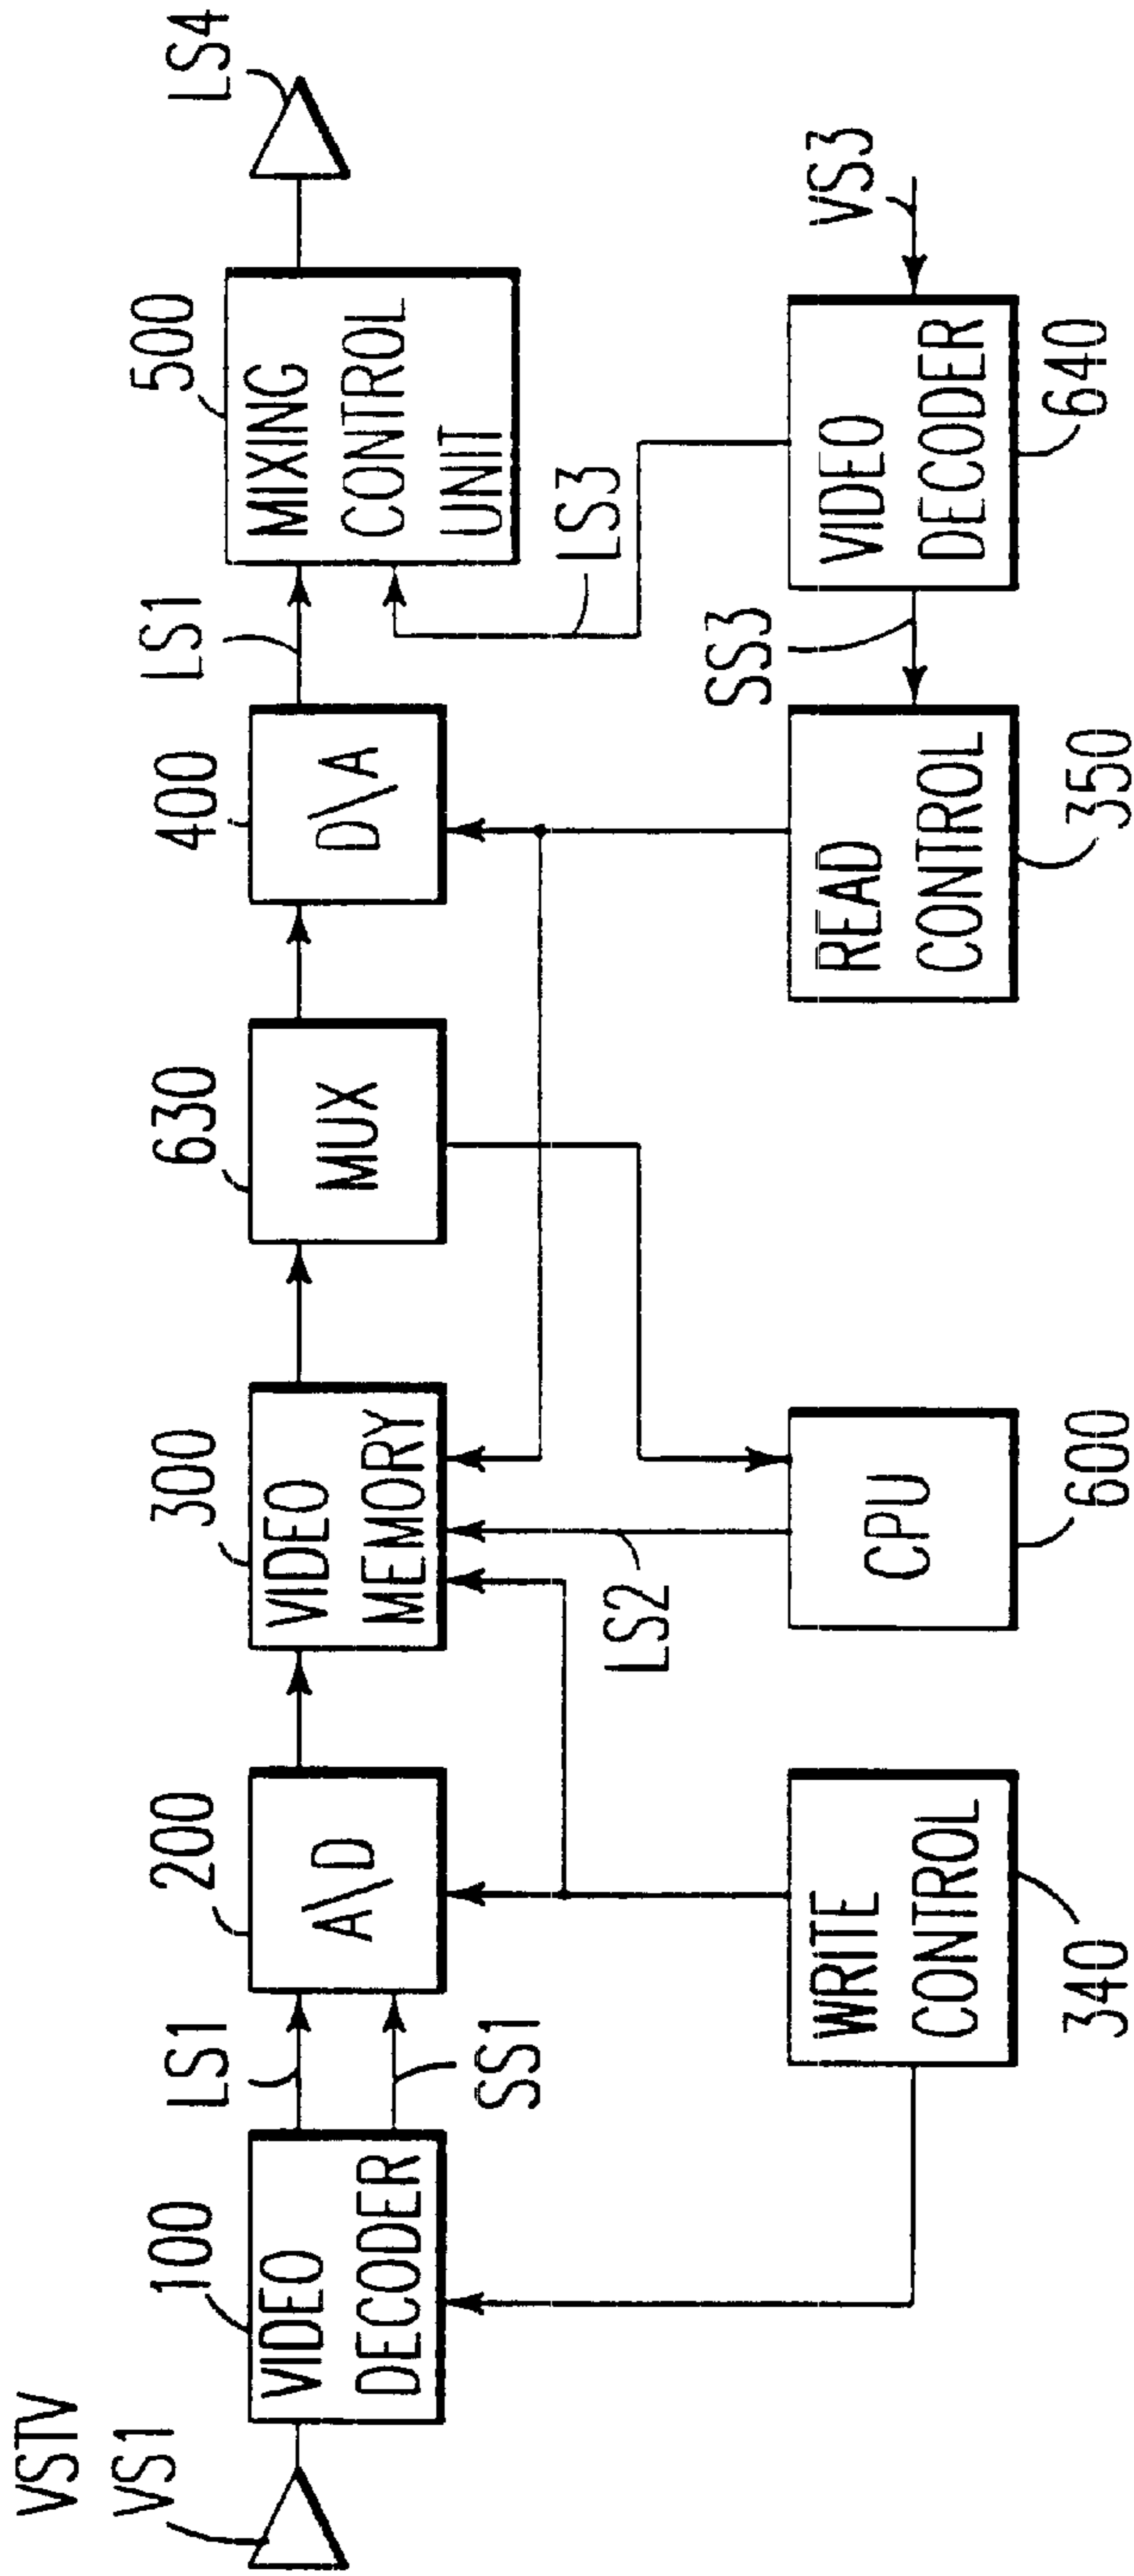 VSTV
VS1
100
VIDEO
DECODER
LS1
SS1
200
A\D
300
VIDEO
MEMORY
630
MUX
400
D\A
LS1
500
MIXING
CONTROL
UNIT
LS4
WRITE
CONTROL
340
LS2
CPU
600
READ
CONTROL
350
SS3
LS3
VIDEO
DECODER
640
VS3